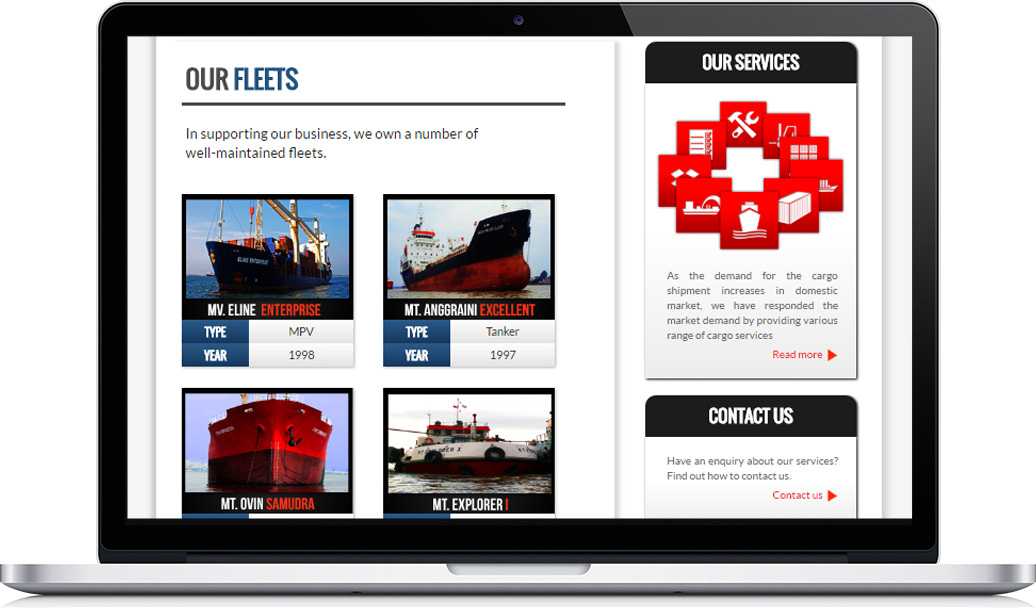 OUR FLEETS
In supporting our business, we own a number of
well-maintained fleets.
ELINE ENTERPRISE
MV. ELINE ENTERPRISE
TYPE MPV
YEAR 1998
MT. ANGGRAINI EXCELLENT
TYPE Tanker
YEAR 1997
MT. OVIN SAMUDRA
MT. EXPLORER I
OUR SERVICES
As the demand for the cargo
shipment increases in domestic
market, we have responded the
market demand by providing various
range of cargo services
Read more
CONTACT US
Have an enquiry about our services?
Find out how to contact us.
Contact us